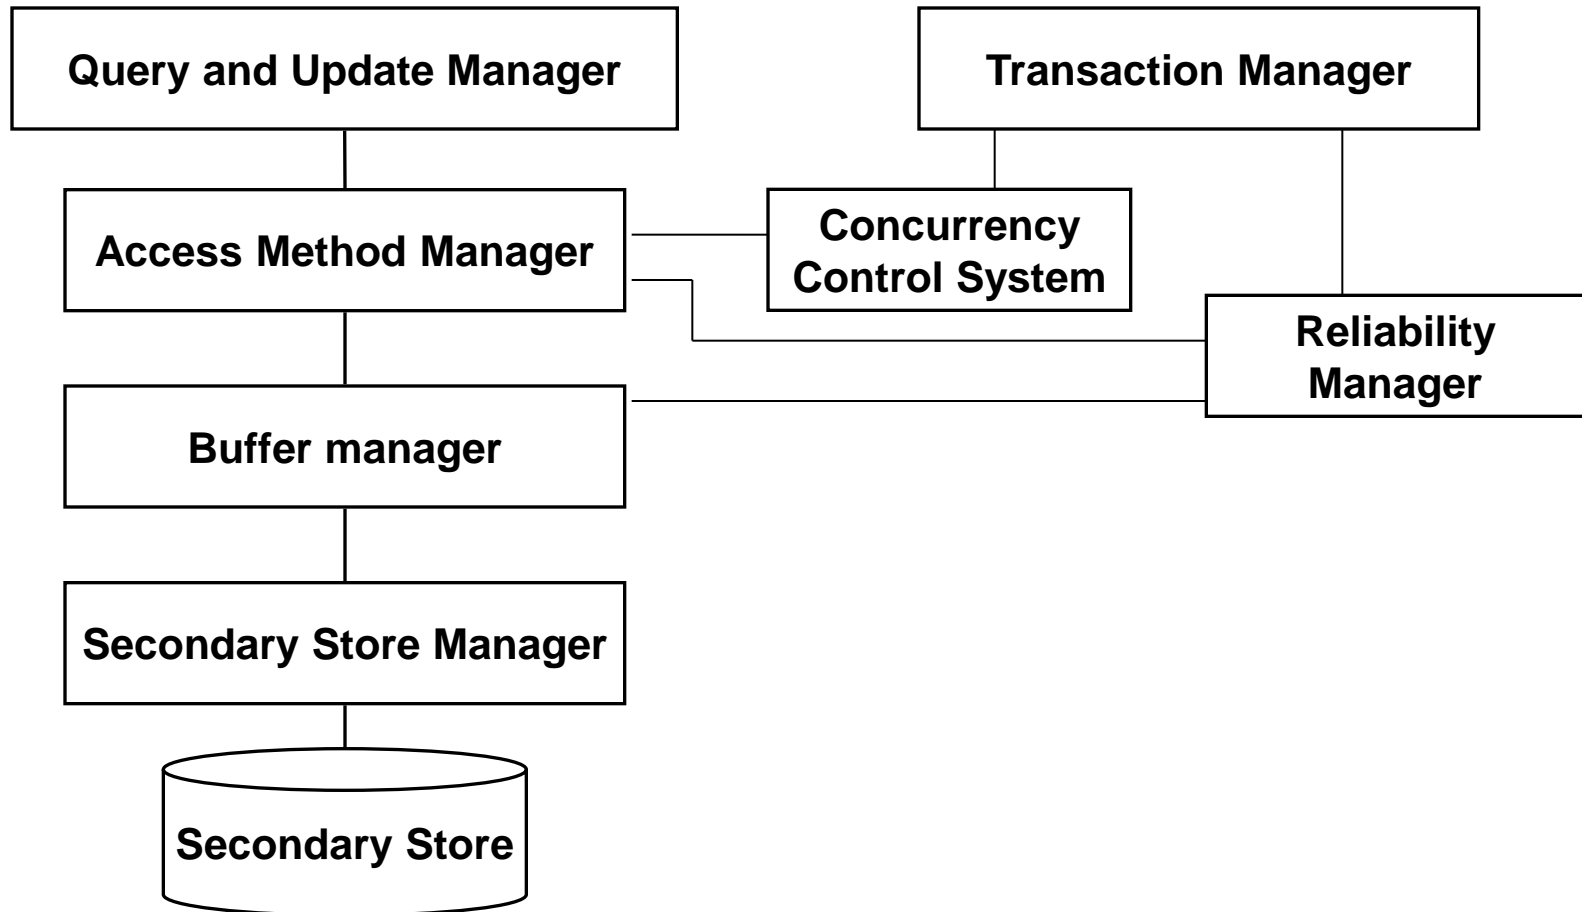 Query and Update Manager
Transaction Manager
Access Method Manager
Concurrency
Control System
Reliability
Manager
Buffer manager
Secondary Store Manager
Secondary Store